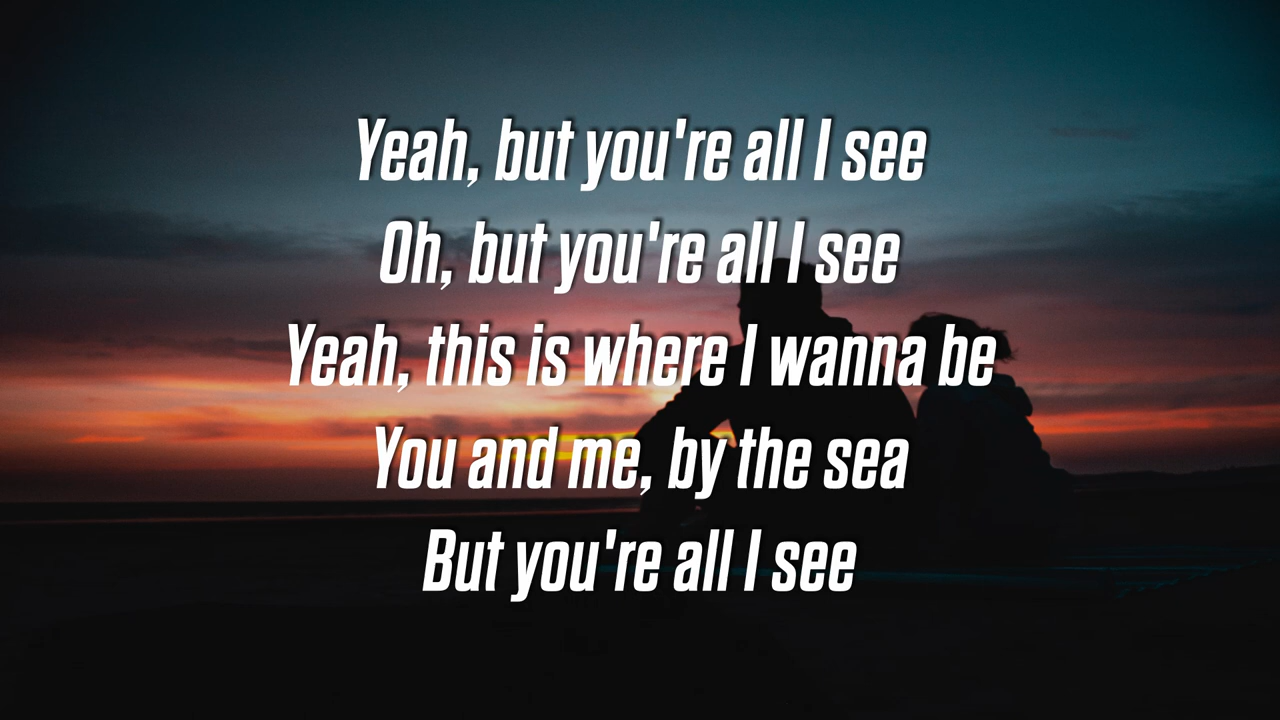 Yeah, but you're all I see
Oh, but you're all I see
Yeah, this is where I wanna be
You and me, by the sea
But you're all I see